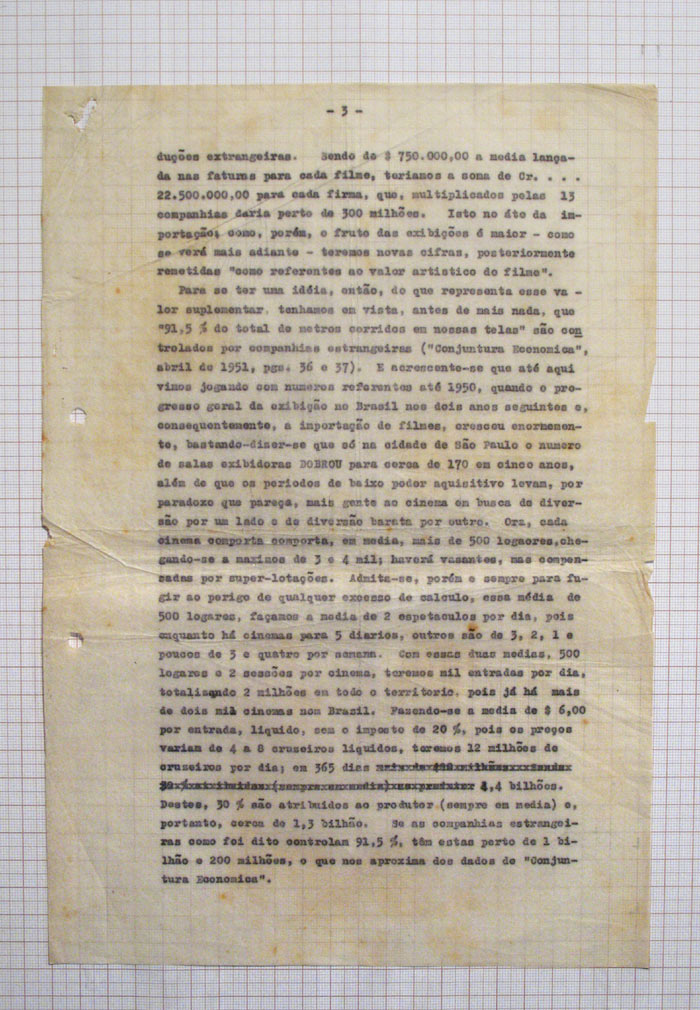 - 3 -
duções extrangeiras. Sendo de $ 750.000,00 a media lança-
da nas faturas para cada filme, teriamos a soma de Cr. . . .
22.500.000,00 para cada firma, que, multiplicados pelas 13
companhias daria perto de 300 milhões. Isto no áto da im-
portação; como, porém, o fruto das exibições é maior - como
se verá mais adiante - teremos novas cifras, posteriormente
remetidas "como referentes ao valor artistico do filme".
Para se ter uma idéia, então, do que representa esse va -
lor suplementar, tenhamos em vista, antes de mais nada, que
"91,5 % do total de metros corridos em nossas telas" são con
trolados por companhias estrangeiras ("Conjuntura Economica",
abril de 1951, pgs. 36 e 37). E acrescente-se que até aqui
vimos jogando com numeros referentes até 1950, quando o pro-
gresso geral da exibição no Brasil nos dois anos seguintes e,
consequentemente, a importação de filmes, cresceu enormemen-
te, bastando-dizer-se que só na cidade de São Paulo o numero
de salas exibidoras DOBROU para cerca de 170 em cinco anos,
além de que os periodos de baixo poder aquisitivo levam, por
paradoxo que pareça, mais gente ao cinema em busca de diver-
são por um lado e de diversão barata por outro. Ora, cada
cinema comporta comporta, em media, mais de 500 logaores,che-
gando-se a maximos de 3 e 4 mil; haverá vasantes, mas compen-
sadas por super-lotações. Admita-se, porém e sempre para fu-
gir ao perigo de qualquer excesso de calculo, essa média de
500 logares, façamos a media de 2 espetaculos por dia, pois
enquanto há cinemas para 5 diarios, outros são de 3, 2, 1 e
poucos de 3 e quatro por semana. Com essas duas medias, 500
logares e 2 sessões por cinema, teremos mil entradas por dia,
totalizando 2 milhões em todo o territorio, pois já há mais
de dois mil cinemas nom Brasil. Fazendo-se a media de $ 6,00
por entrada, liquido, sem o imposto de 20 %, pois os preços
variam de 4 a 8 cruzeiros liquidos, teremos 12 milhões de
cruzeiros por dia; em 365 dias
4,4 bilhões.
Destes, 30 % são atribuidos ao produtor (sempre em media) e,
portanto, cerca de 1,3 bilhão. Se as companhias estrangei-
ras como foi dito controlam 91,5 %, têm estas perto de 1 bi-
lhão e 200 milhões, o que nos aproxima dos dados de "Conjun-
tura Economica".